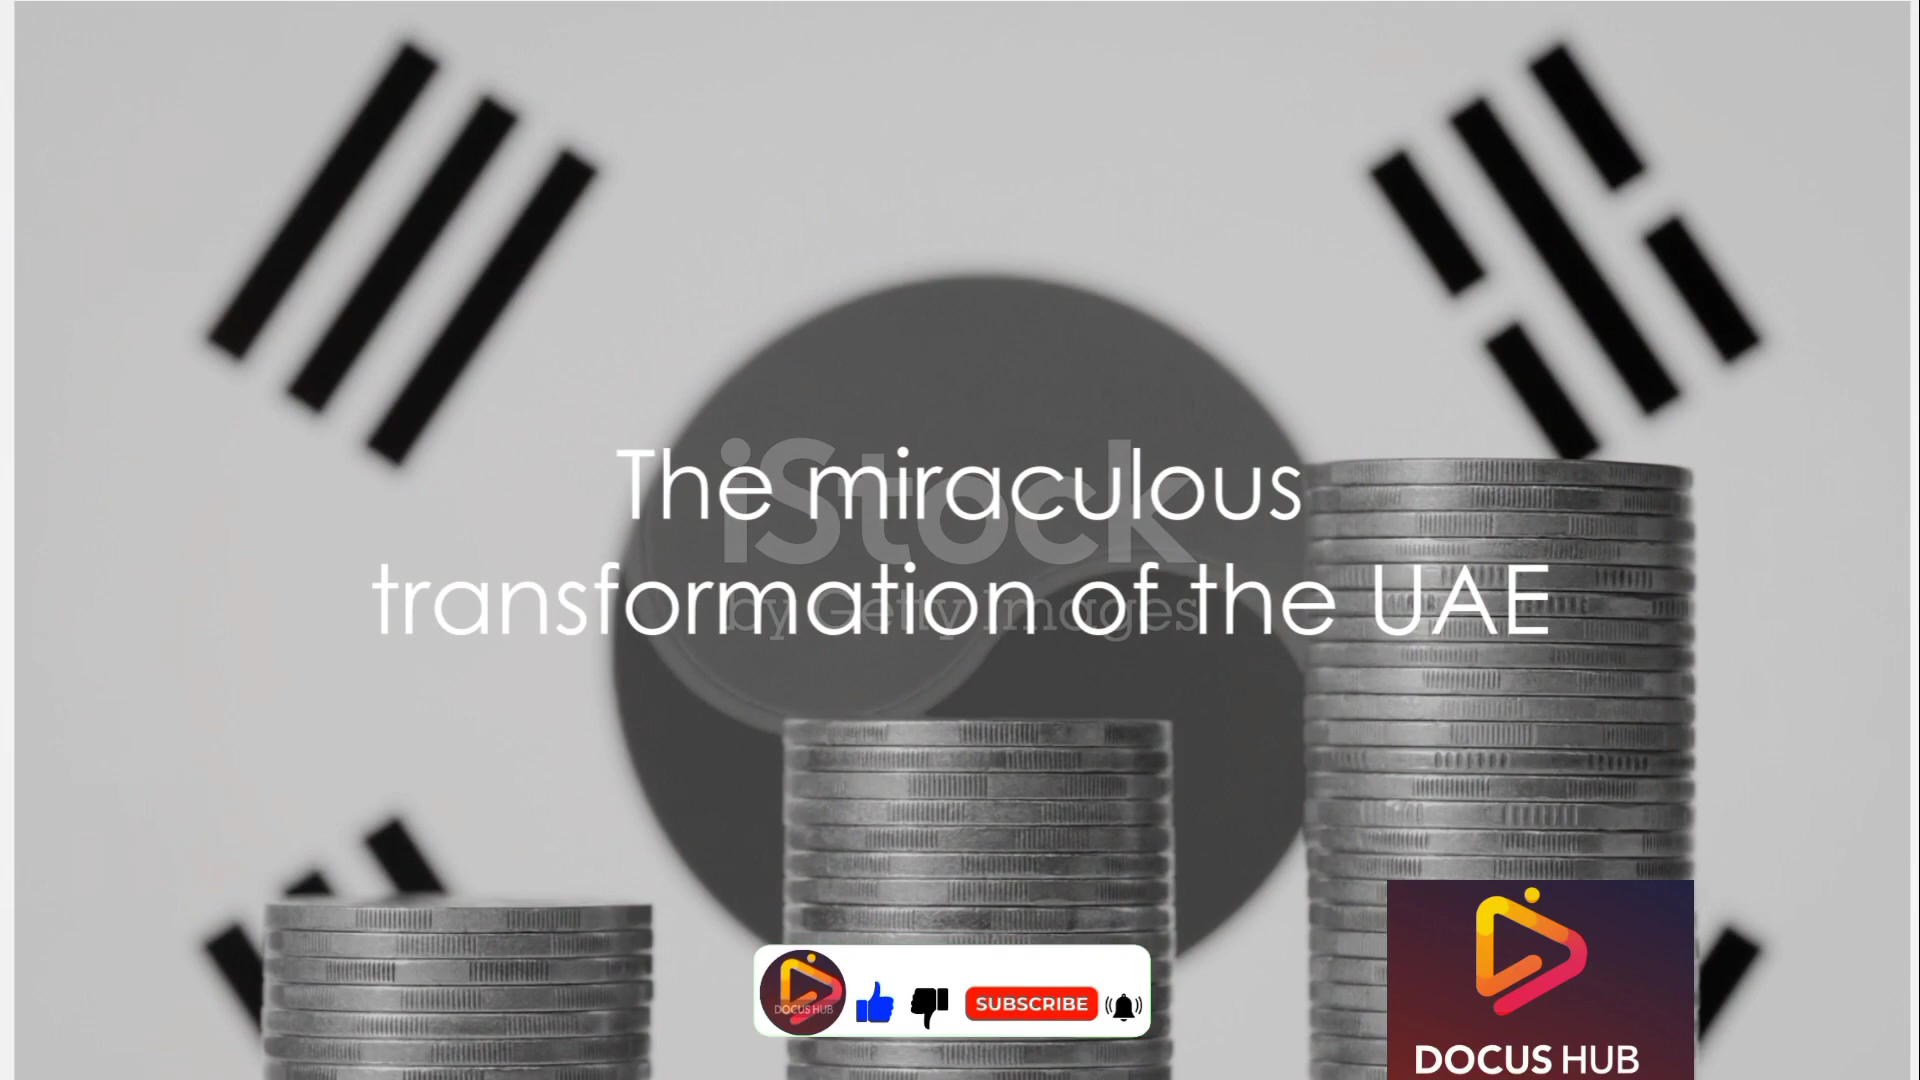 The miraculous
iStock
transformation of the UAE
by Getty Images
DOCUS HUB
SUBSCRIBE
DOCUS HUB